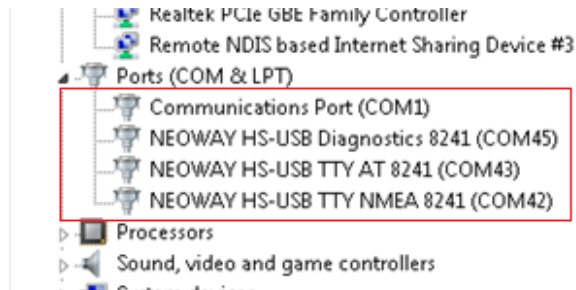 Realtek PCIe GBE Family Controller
Remote NDIS based Internet Sharing Device #3
Ports (COM & LPT)
Communications Port (COM1)
NEOWAY HS-USB Diagnostics 8241 (COM45)
NEOWAY HS-USB TTY AT 8241 (COM43)
NEOWAY HS-USB TTY NMEA 8241 (COM42)
Processors
Sound, video and game controllers
System devices